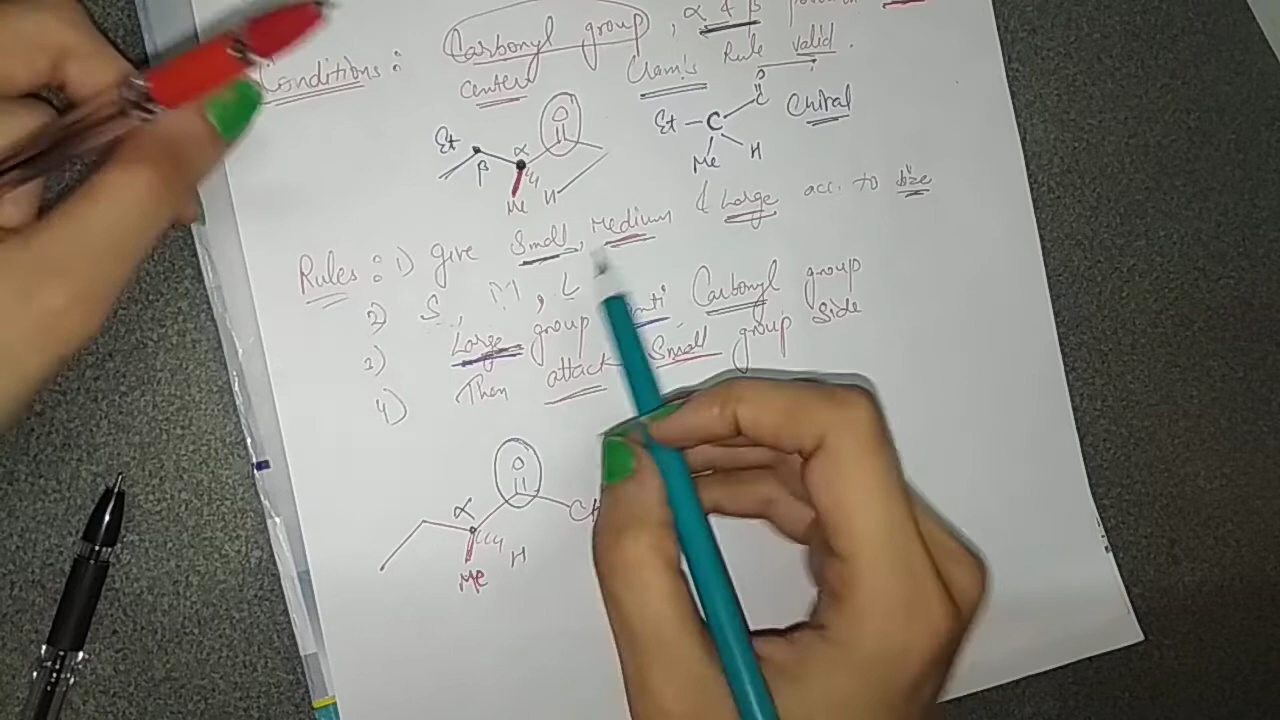 Conditions : Carbonyl group , α & β
center Cram's Rule valid .
Et β α O Me H
Et — C — C O Me H Chiral
Rules : 1) give Small, Medium & Large acc. to size
2) S , M , L
3) Large group anti Carbonyl group
4) Then attack Small group side
α O Me H